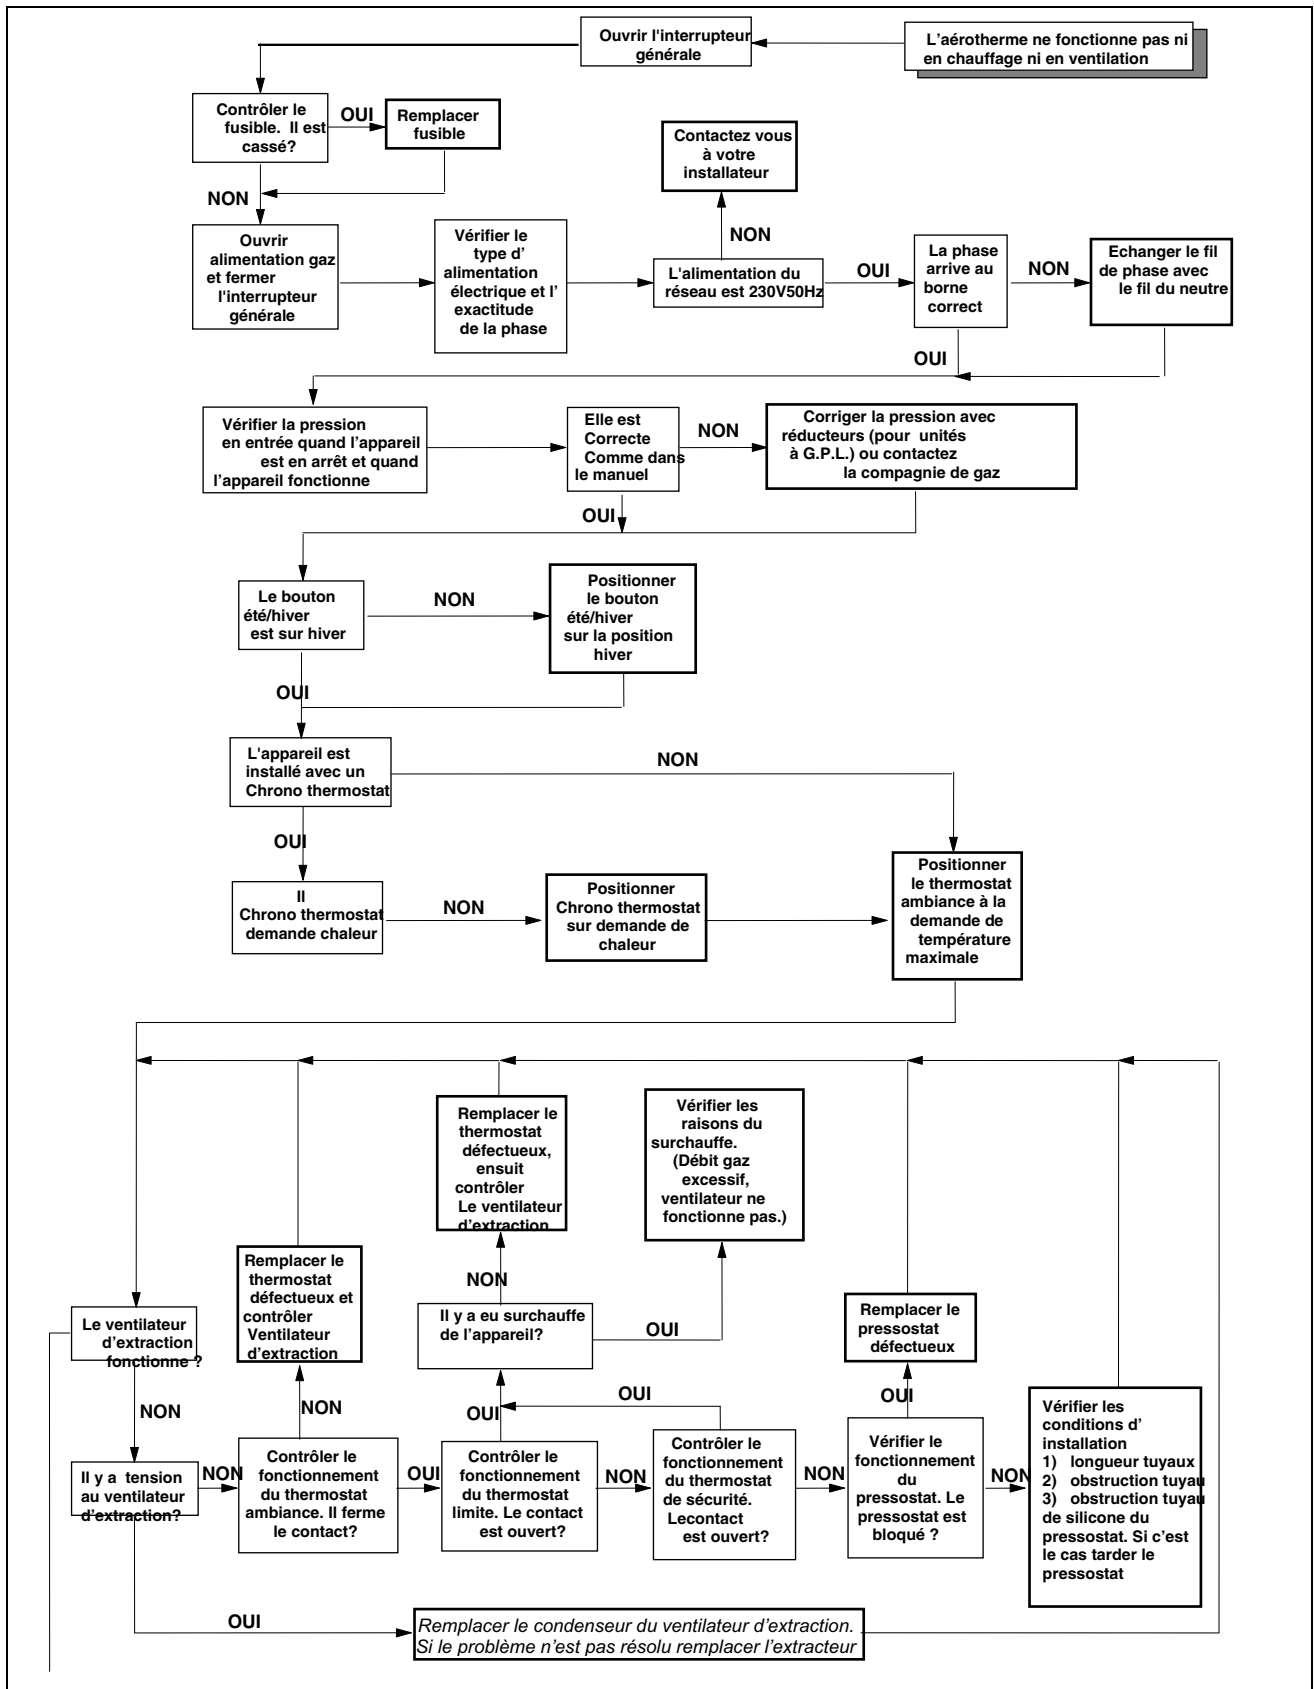 L'aérotherme ne fonctionne pas ni
en chauffage ni en ventilation
Ouvrir l'interrupteur
générale
Contrôler le
fusible. Il est
cassé?
OUI
Remplacer
fusible
NON
Contactez vous
à votre
installateur
Ouvrir
alimentation gaz
et fermer
l'interrupteur
générale
Vérifier le
type d'
alimentation
électrique et l'
exactitude
de la phase
NON
L'alimentation du
réseau est 230V50Hz
OUI
La phase
arrive au
borne
correct
NON
Echanger le fil
de phase avec
le fil du neutre
OUI
Vérifier la pression
en entrée quand l'appareil
est en arrêt et quand
l'appareil fonctionne
Elle est
Correcte
Comme dans
le manuel
NON
Corriger la pression avec
réducteurs (pour unités
à G.P.L.) ou contactez
la compagnie de gaz
OUI
Le bouton
été/hiver
est sur hiver
NON
Positionner
le bouton
été/hiver
sur la position
hiver
OUI
L'appareil est
installé avec un
Chrono thermostat
NON
OUI
Il
Chrono thermostat
demande chaleur
NON
Positionner
Chrono thermostat
sur demande de
chaleur
Positionner
le thermostat
ambiance à la
demande de
température
maximale
Remplacer le
thermostat
défectueux,
ensuit
contrôler
Le ventilateur
d'extraction
Vérifier les
raisons du
surchauffe.
(Débit gaz
excessif,
ventilateur ne
fonctionne pas.)
Remplacer le
thermostat
défectueux et
contrôler
Ventilateur
d'extraction
NON
Il y a eu surchauffe
de l'appareil?
OUI
Remplacer le
pressostat
défectueux
Le ventilateur
d'extraction
fonctionne ?
NON
NON
OUI
OUI
OUI
Il y a tension
au ventilateur
d'extraction?
NON
Contrôler le
fonctionnement
du thermostat
ambiance. Il ferme
le contact?
OUI
Contrôler le
fonctionnement
du thermostat
limite. Le contact
est ouvert?
NON
Contrôler le
fonctionnement
du thermostat
de sécurité.
Lecontact
est ouvert?
NON
Vérifier le
fonctionnement
du
pressostat. Le
pressostat est
bloqué ?
NON
Vérifier les
conditions d'
installation
1) longueur tuyaux
2) obstruction tuyau
3) obstruction tuyau
de silicone du
pressostat. Si c'est
le cas tarder le
pressostat
OUI
Remplacer le condenseur du ventilateur d'extraction.
Si le problème n'est pas résolu remplacer l'extracteur